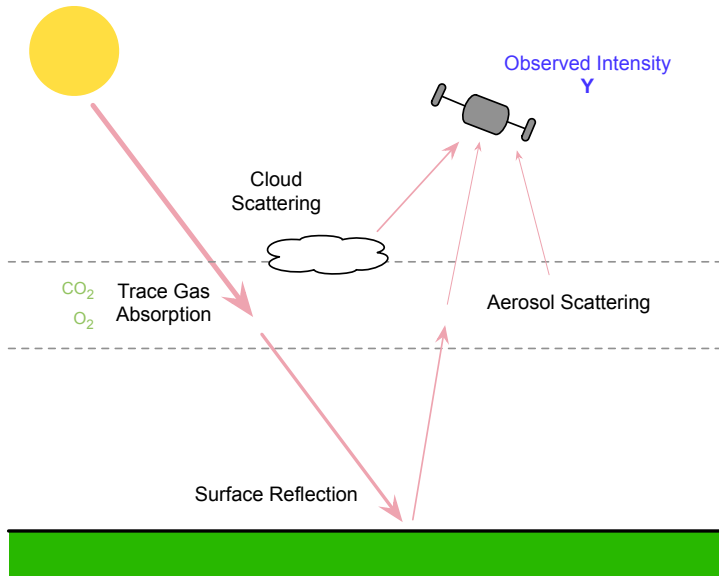 Observed Intensity
Y
Cloud
Scattering
CO₂
O₂
Trace Gas
Absorption
Aerosol Scattering
Surface Reflection